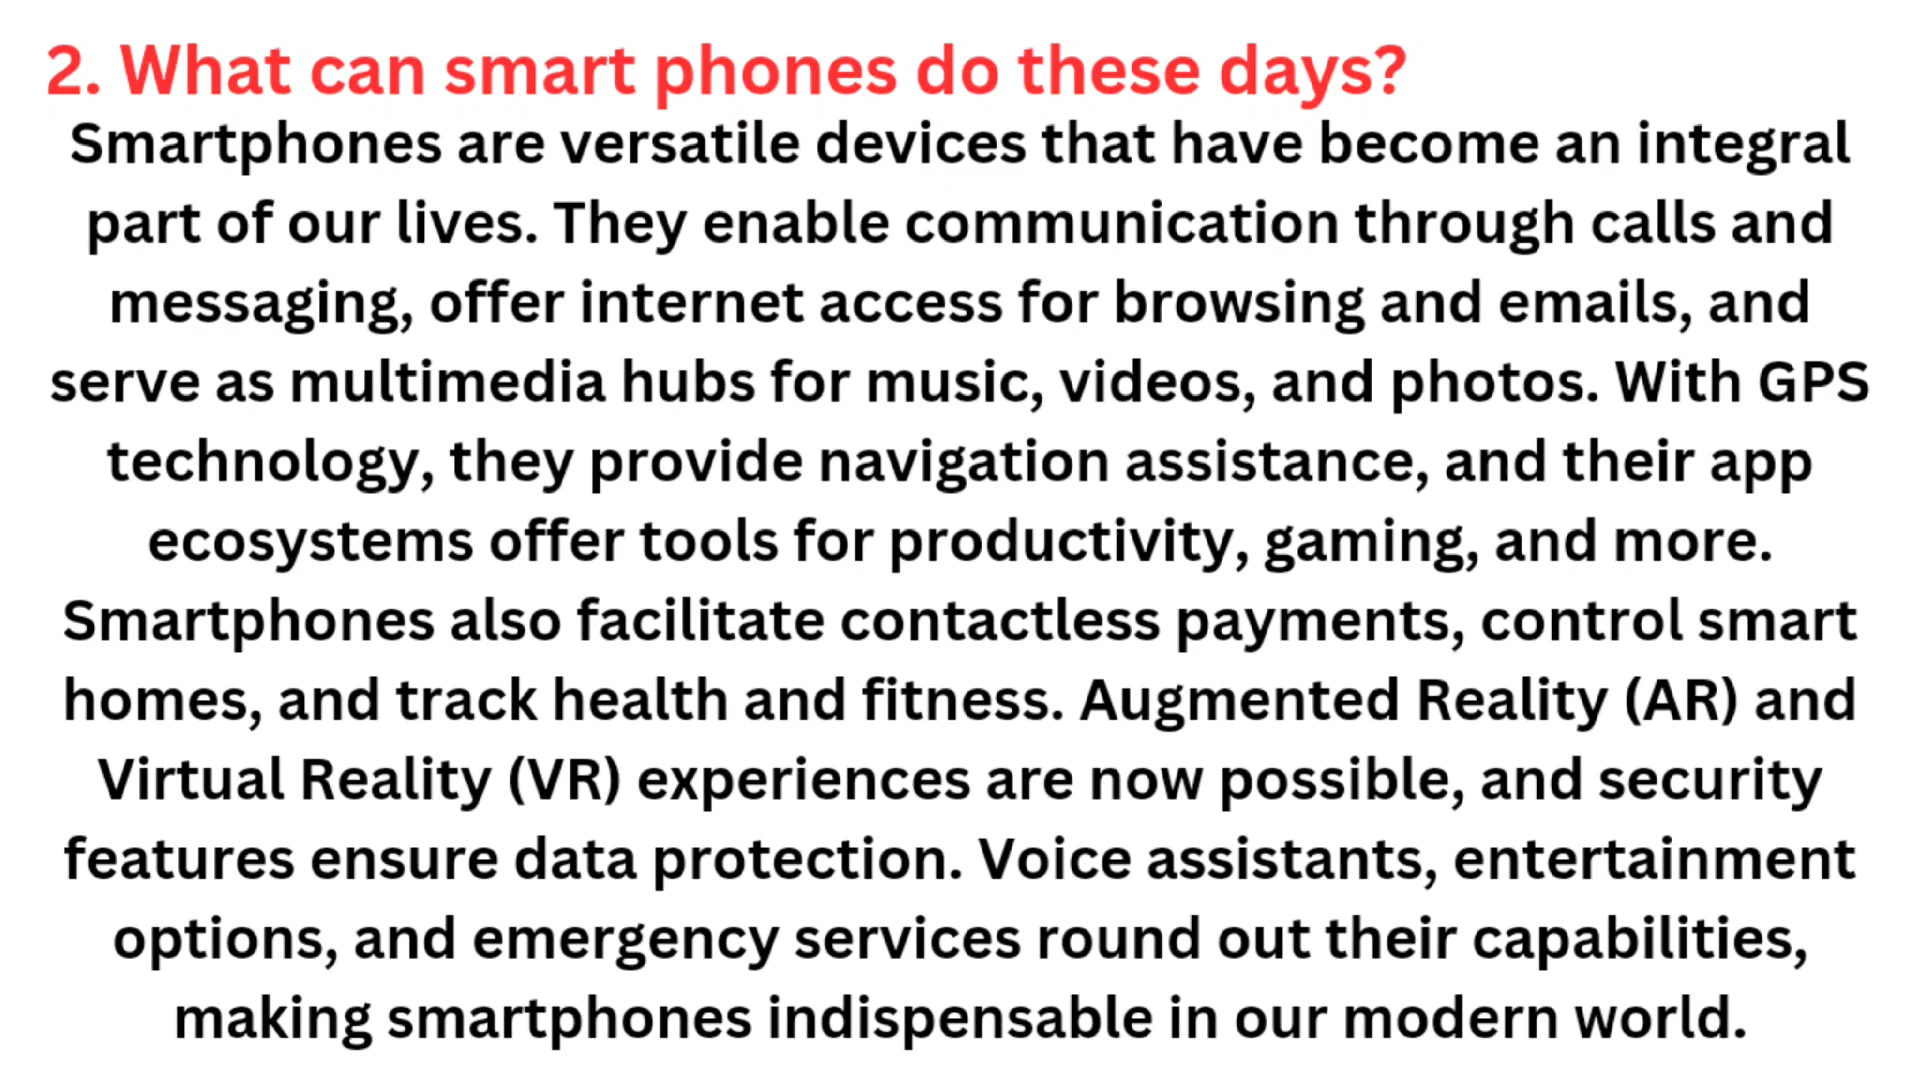 2. What can smart phones do these days?
Smartphones are versatile devices that have become an integral
part of our lives. They enable communication through calls and
messaging, offer internet access for browsing and emails, and
serve as multimedia hubs for music, videos, and photos. With GPS
technology, they provide navigation assistance, and their app
ecosystems offer tools for productivity, gaming, and more.
Smartphones also facilitate contactless payments, control smart
homes, and track health and fitness. Augmented Reality (AR) and
Virtual Reality (VR) experiences are now possible, and security
features ensure data protection. Voice assistants, entertainment
options, and emergency services round out their capabilities,
making smartphones indispensable in our modern world.